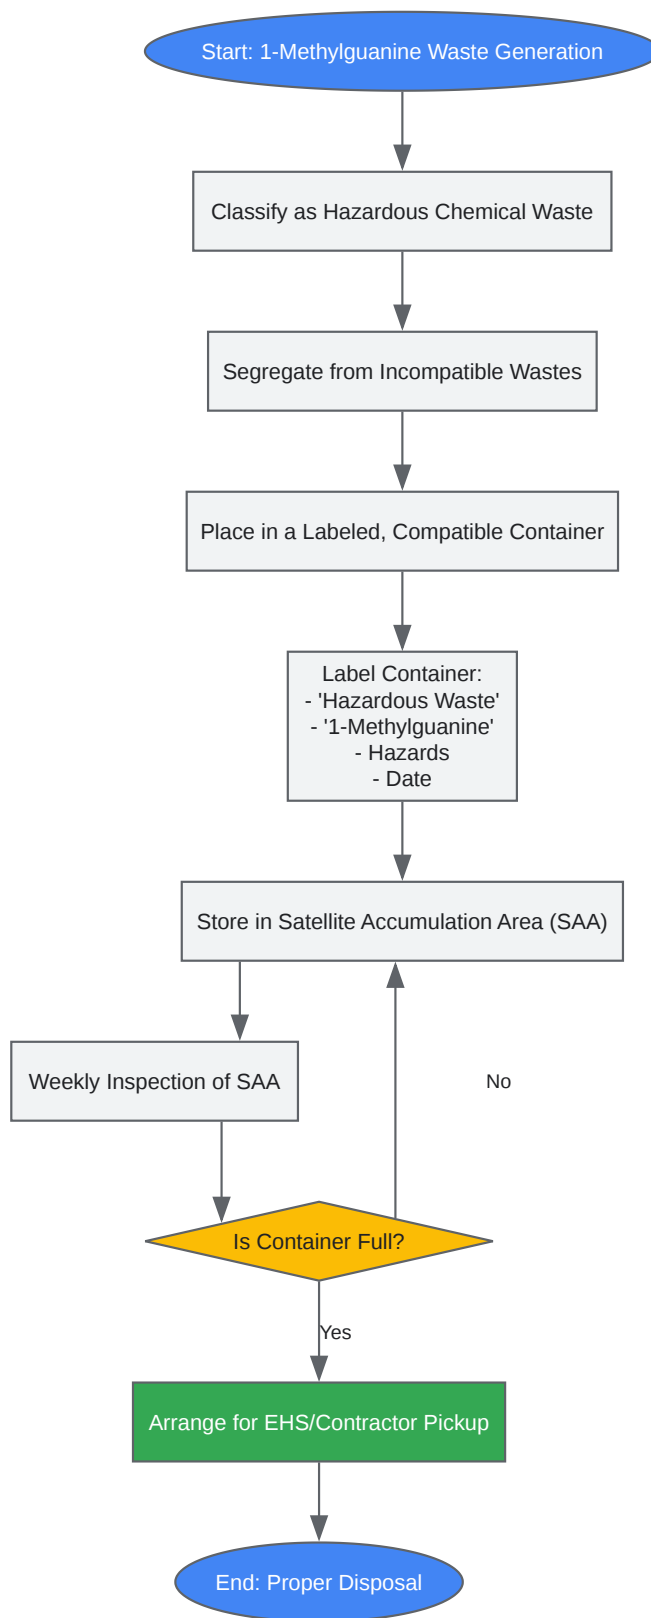 Start: 1-Methylguanine Waste Generation
Classify as Hazardous Chemical Waste
Segregate from Incompatible Wastes
Place in a Labeled, Compatible Container
Label Container:
- 'Hazardous Waste'
- '1-Methylguanine'
- Hazards
- Date
Store in Satellite Accumulation Area (SAA)
Weekly Inspection of SAA
No
Is Container Full?
Yes
Arrange for EHS/Contractor Pickup
End: Proper Disposal